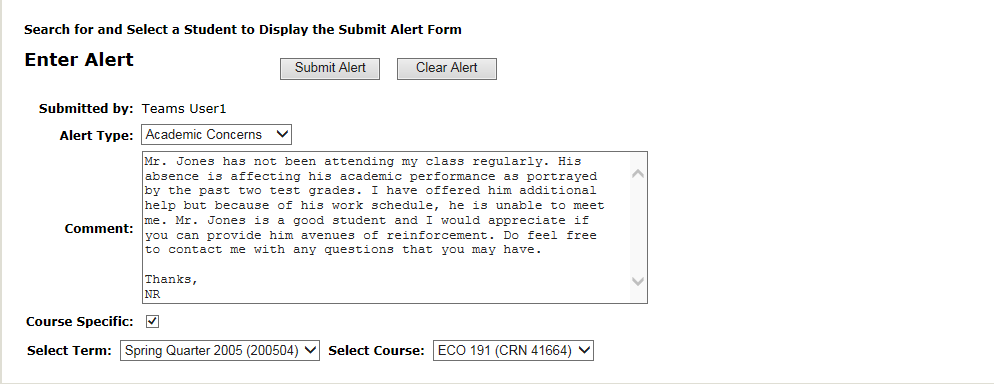 Search for and Select a Student to Display the Submit Alert Form
Enter Alert Submit Alert Clear Alert
Submitted by: Teams User1
Alert Type: Academic Concerns
Comment:
Mr. Jones has not been attending my class regularly. His
absence is affecting his academic performance as portrayed
by the past two test grades. I have offered him additional
help but because of his work schedule, he is unable to meet
me. Mr. Jones is a good student and I would appreciate if
you can provide him avenues of reinforcement. Do feel free
to contact me with any questions that you may have.
Thanks,
NR
Course Specific:
Select Term: Spring Quarter 2005 (200504) Select Course: ECO 191 (CRN 41664)